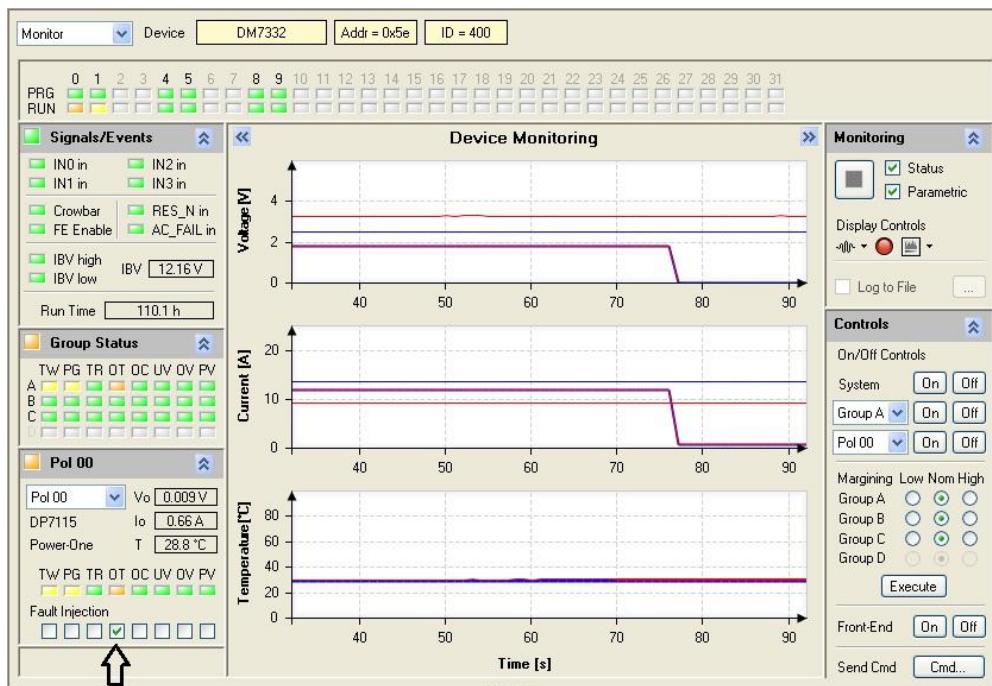 Monitor Device DM7332 Addr = 0x5e ID = 400
0 1 2 3 4 5 6 7 8 9 10 11 12 13 14 15 16 17 18 19 20 21 22 23 24 25 26 27 28 29 30 31
PRG
RUN
Signals/Events
IN0 in IN2 in
IN1 in IN3 in
Crowbar RES_N in
FE Enable AC_FAIL in
IBV high
IBV low
IBV 12.16 V
Run Time 110.1 h
Group Status
TW PG TR OT OC UV OV PV
A
B
C
D
Pol 00
Pol 00 Vo 0.009 V
DP7115 Io 0.66 A
Power-One T 28.8 °C
TW PG TR OT OC UV OV PV
Fault Injection
Device Monitoring
Voltage [V]
4
2
0
40 50 60 70 80 90
Current [A]
20
10
0
40 50 60 70 80 90
Temperature[°C]
80
60
40
20
0
40 50 60 70 80 90
Time [s]
Monitoring
Status
Parametric
Display Controls
Log to File ...
Controls
On/Off Controls
System On Off
Group A On Off
Pol 00 On Off
Margining Low Nom High
Group A
Group B
Group C
Group D
Execute
Front-End On Off
Send Cmd Cmd...